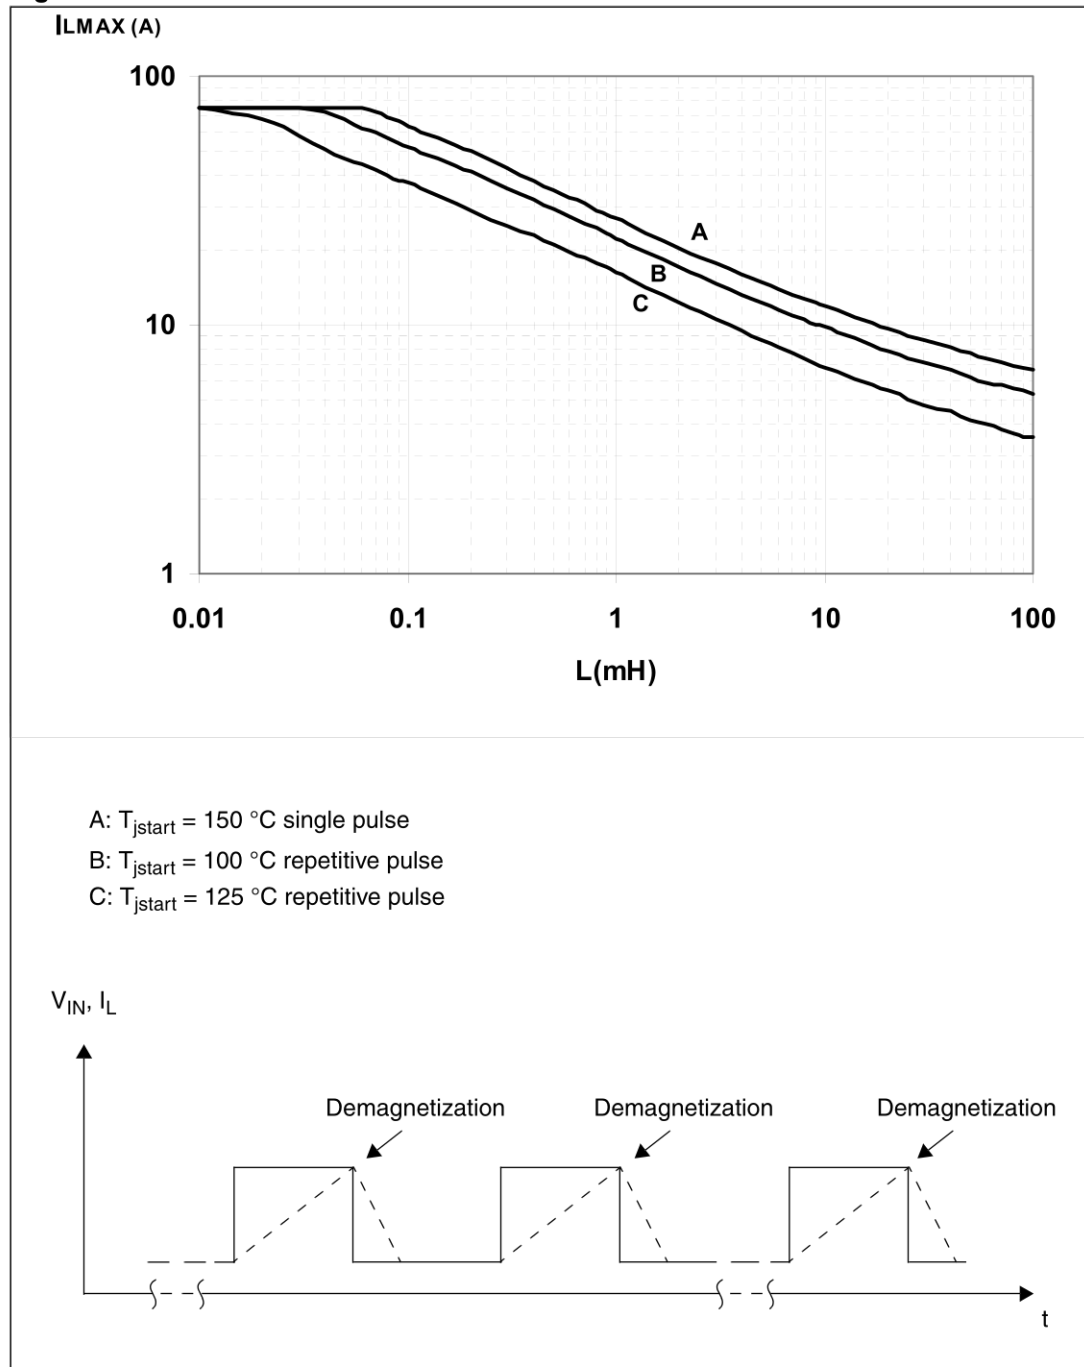 ILMAX (A)
100
10
1
A
B
C
0.01 0.1 1 10 100
L(mH)
A: Tjstart = 150 °C single pulse
B: Tjstart = 100 °C repetitive pulse
C: Tjstart = 125 °C repetitive pulse
VIN, IL
Demagnetization Demagnetization Demagnetization
t